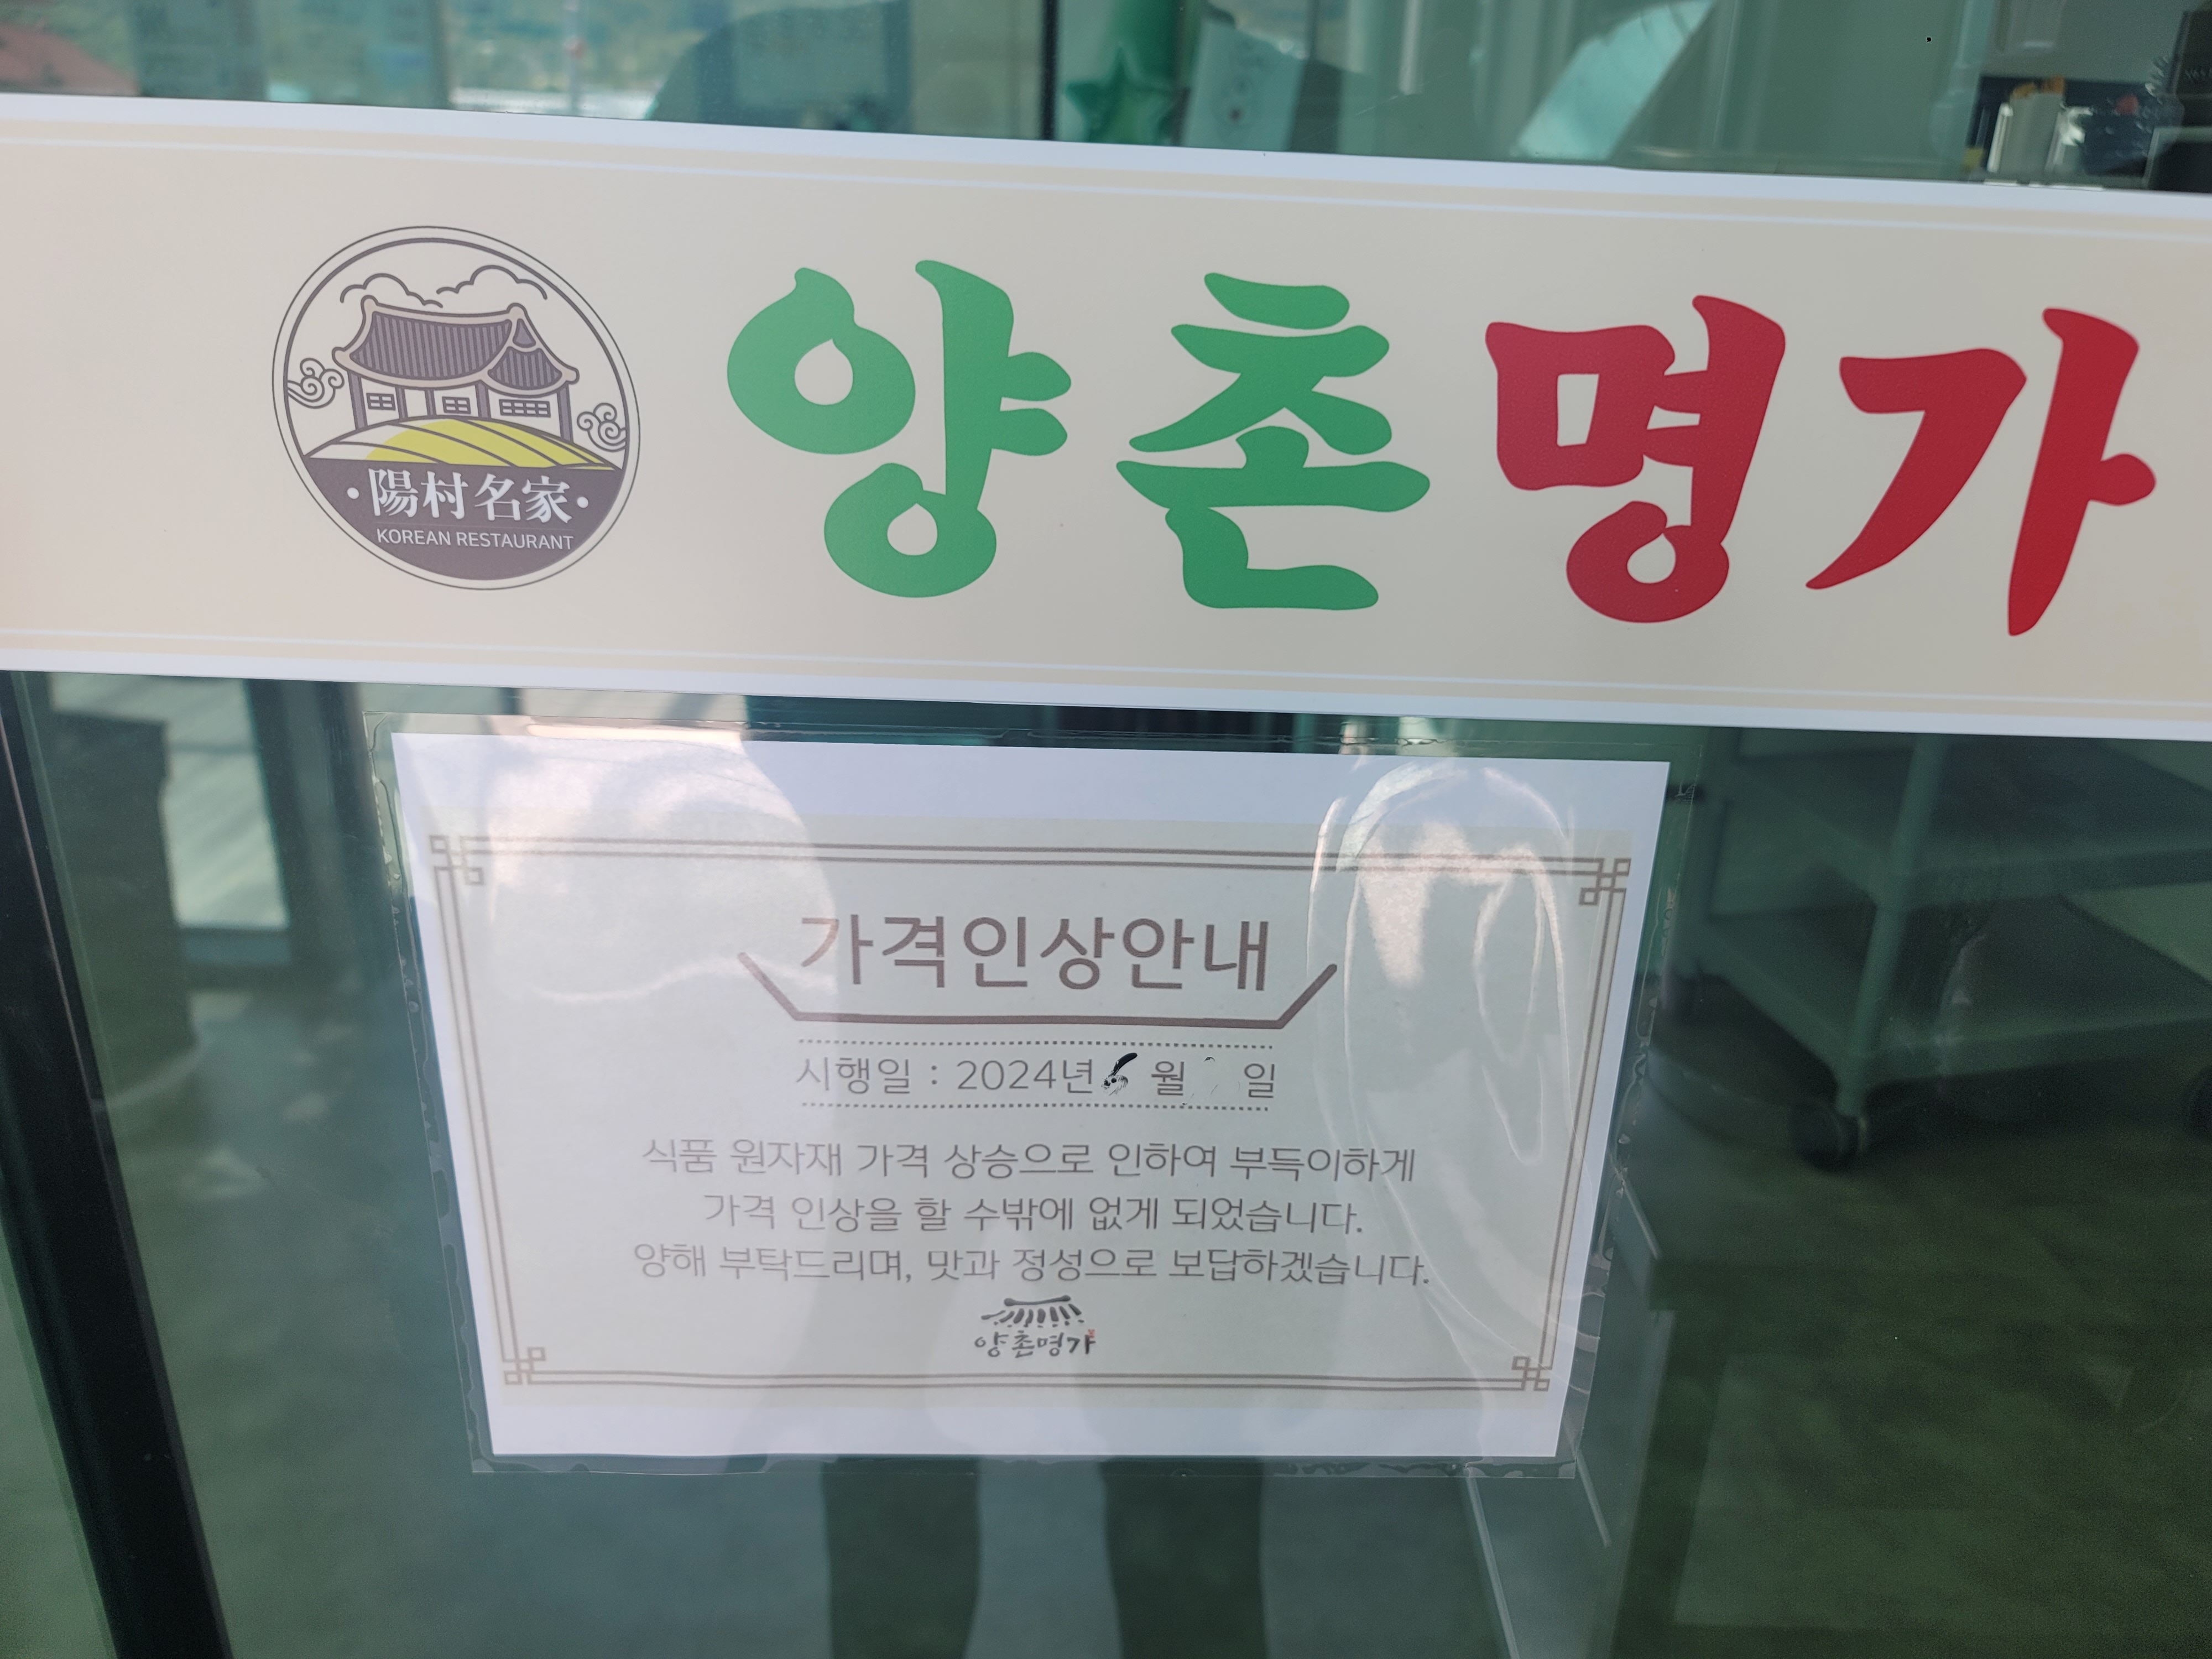 양촌명가
陽村名家
KOREAN RESTAURANT
가격인상안내
시행일 : 2024년 월 일
식품 원자재 가격 상승으로 인하여 부득이하게
가격 인상을 할 수밖에 없게 되었습니다.
양해 부탁드리며, 맛과 정성으로 보답하겠습니다.
양촌명가